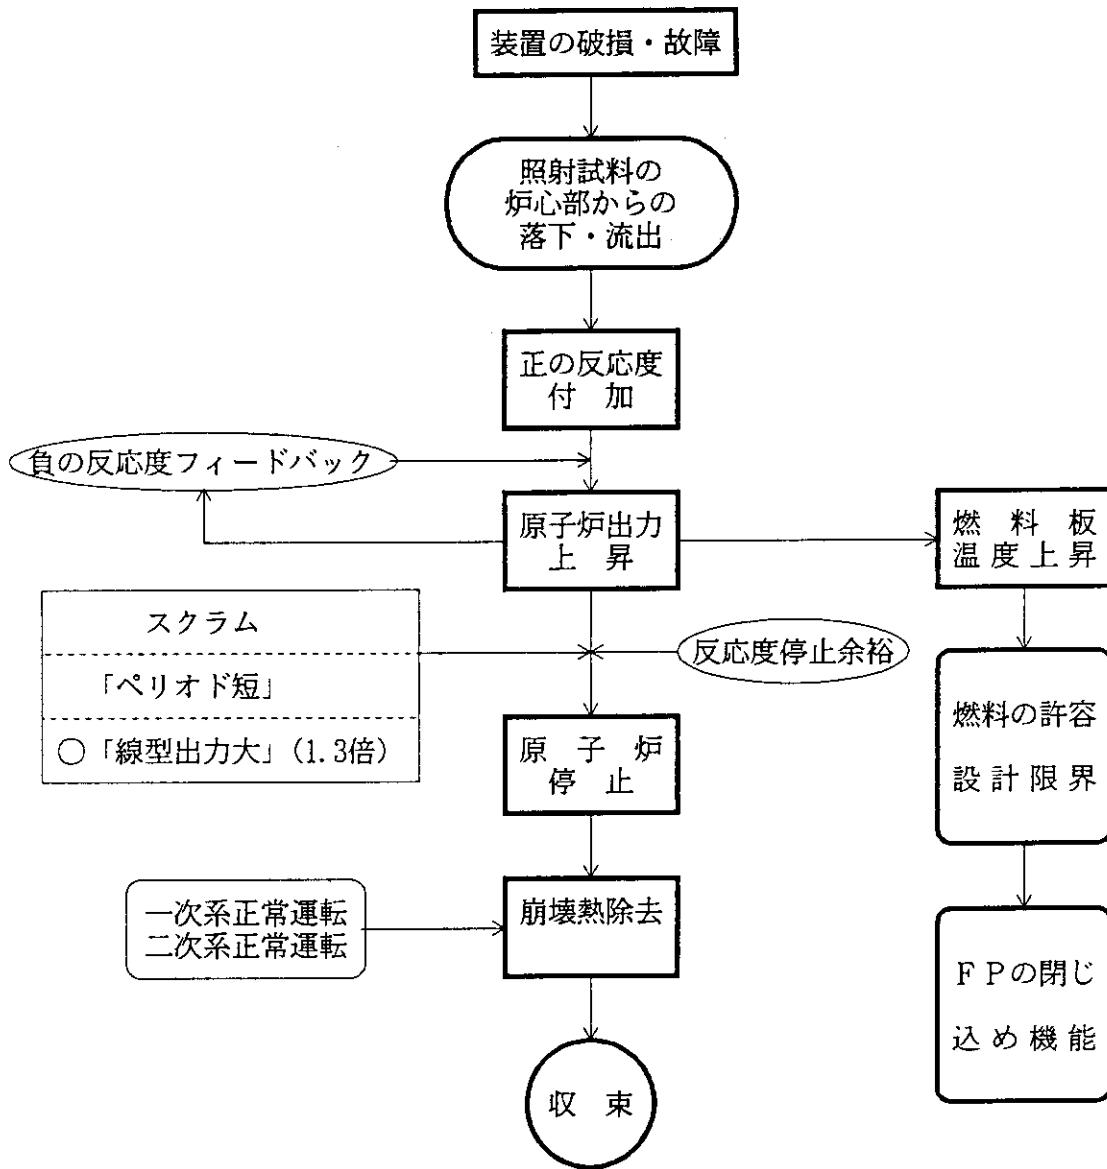 装置の破損・故障
照射試料の
炉心部からの
落下・流出
正の反応度
付　加
負の反応度フィードバック
原子炉出力
上　昇
燃　料　板
温 度 上 昇
スクラム
「ペリオド短」
○「線型出力大」(1.3倍)
反応度停止余裕
原　子　炉
停　止
燃料の許容
設 計 限 界
一次系正常運転
二次系正常運転
崩壊熱除去
ＦＰの閉じ
込 め 機 能
収　束